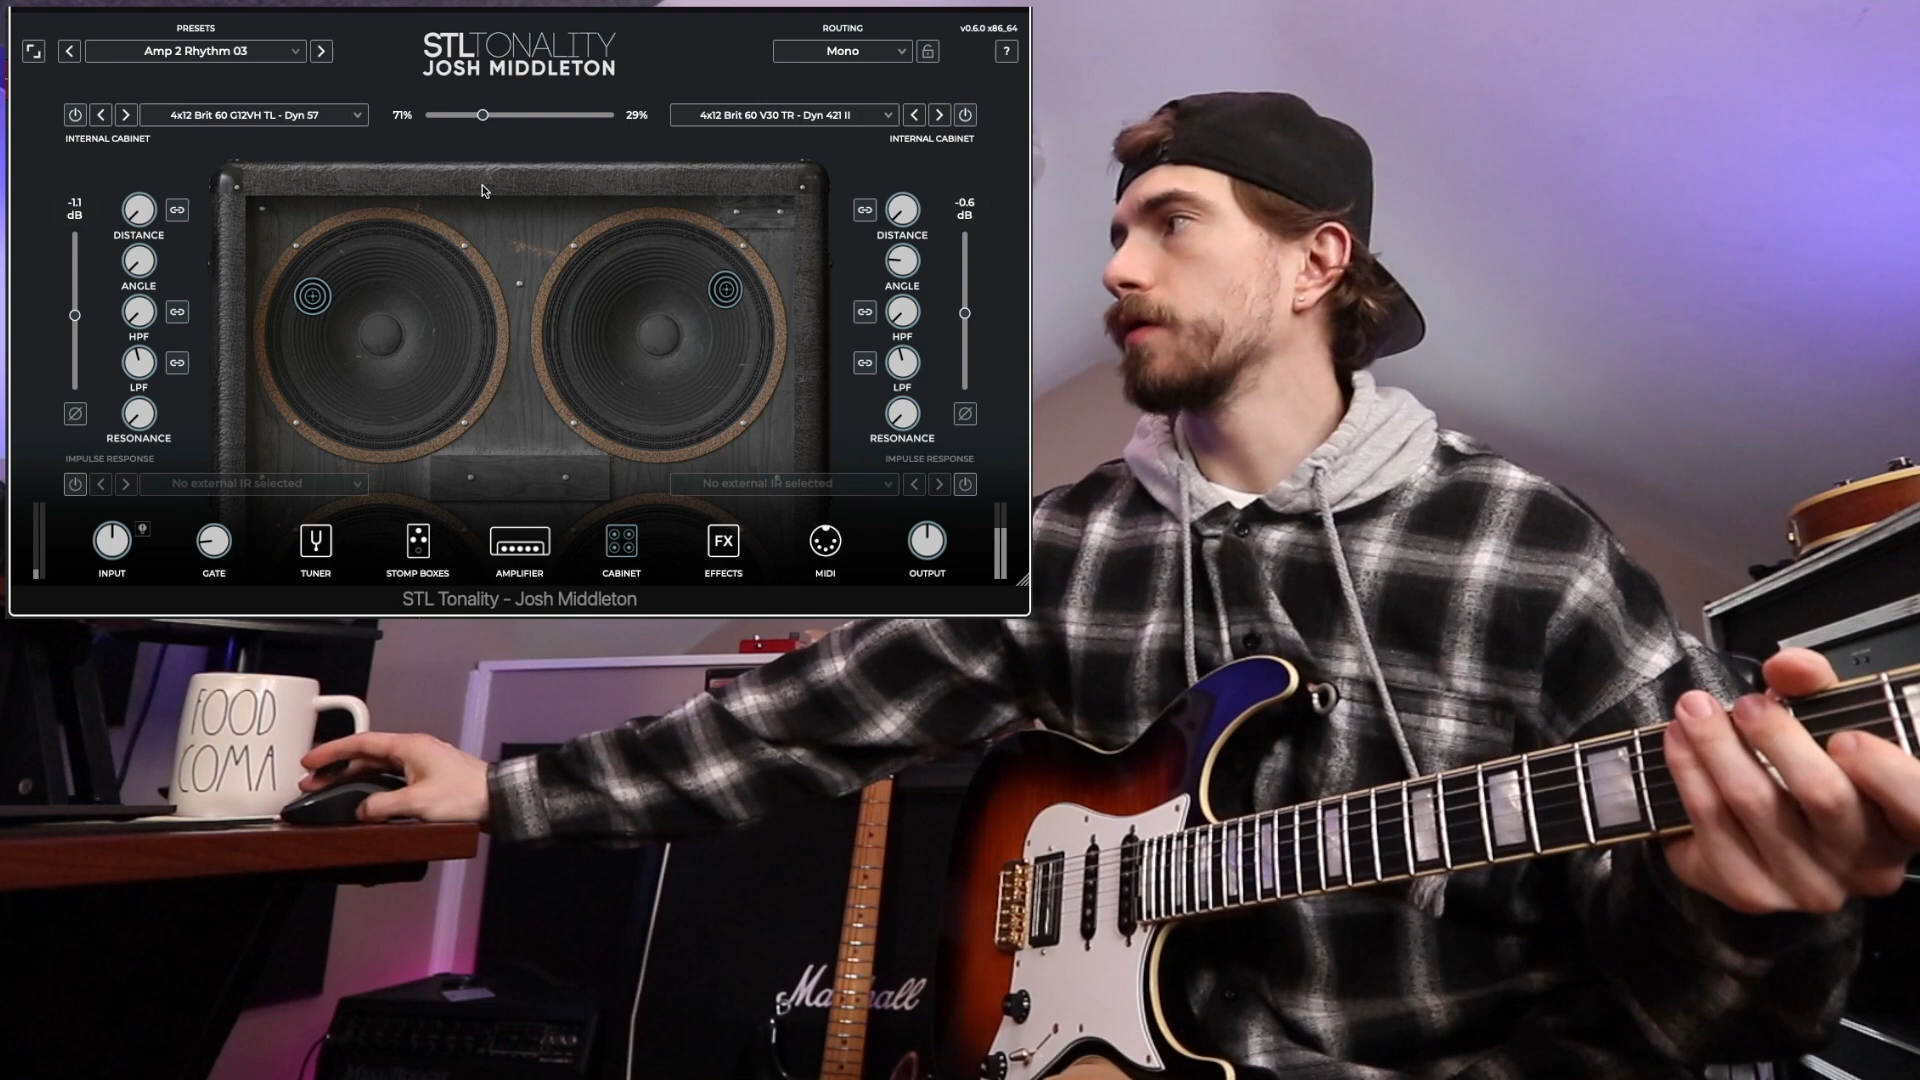 PRESETS
Amp 2 Rhythm 03
STL TONALITY
JOSH MIDDLETON
ROUTING
Mono
v0.6.0 x86_64
?
4x12 Brit 60 G12VH TL - Dyn 57
71%
29%
4x12 Brit 60 V30 TR - Dyn 421 II
INTERNAL CABINET
INTERNAL CABINET
-1.1
dB
DISTANCE
ANGLE
HPF
LPF
RESONANCE
-0.6
dB
DISTANCE
ANGLE
HPF
LPF
RESONANCE
IMPULSE RESPONSE
IMPULSE RESPONSE
No external IR selected
No external IR selected
INPUT
GATE
TUNER
STOMP BOXES
AMPLIFIER
CABINET
FX
EFFECTS
MIDI
OUTPUT
STL Tonality - Josh Middleton
FOOD
COMA
Marshall